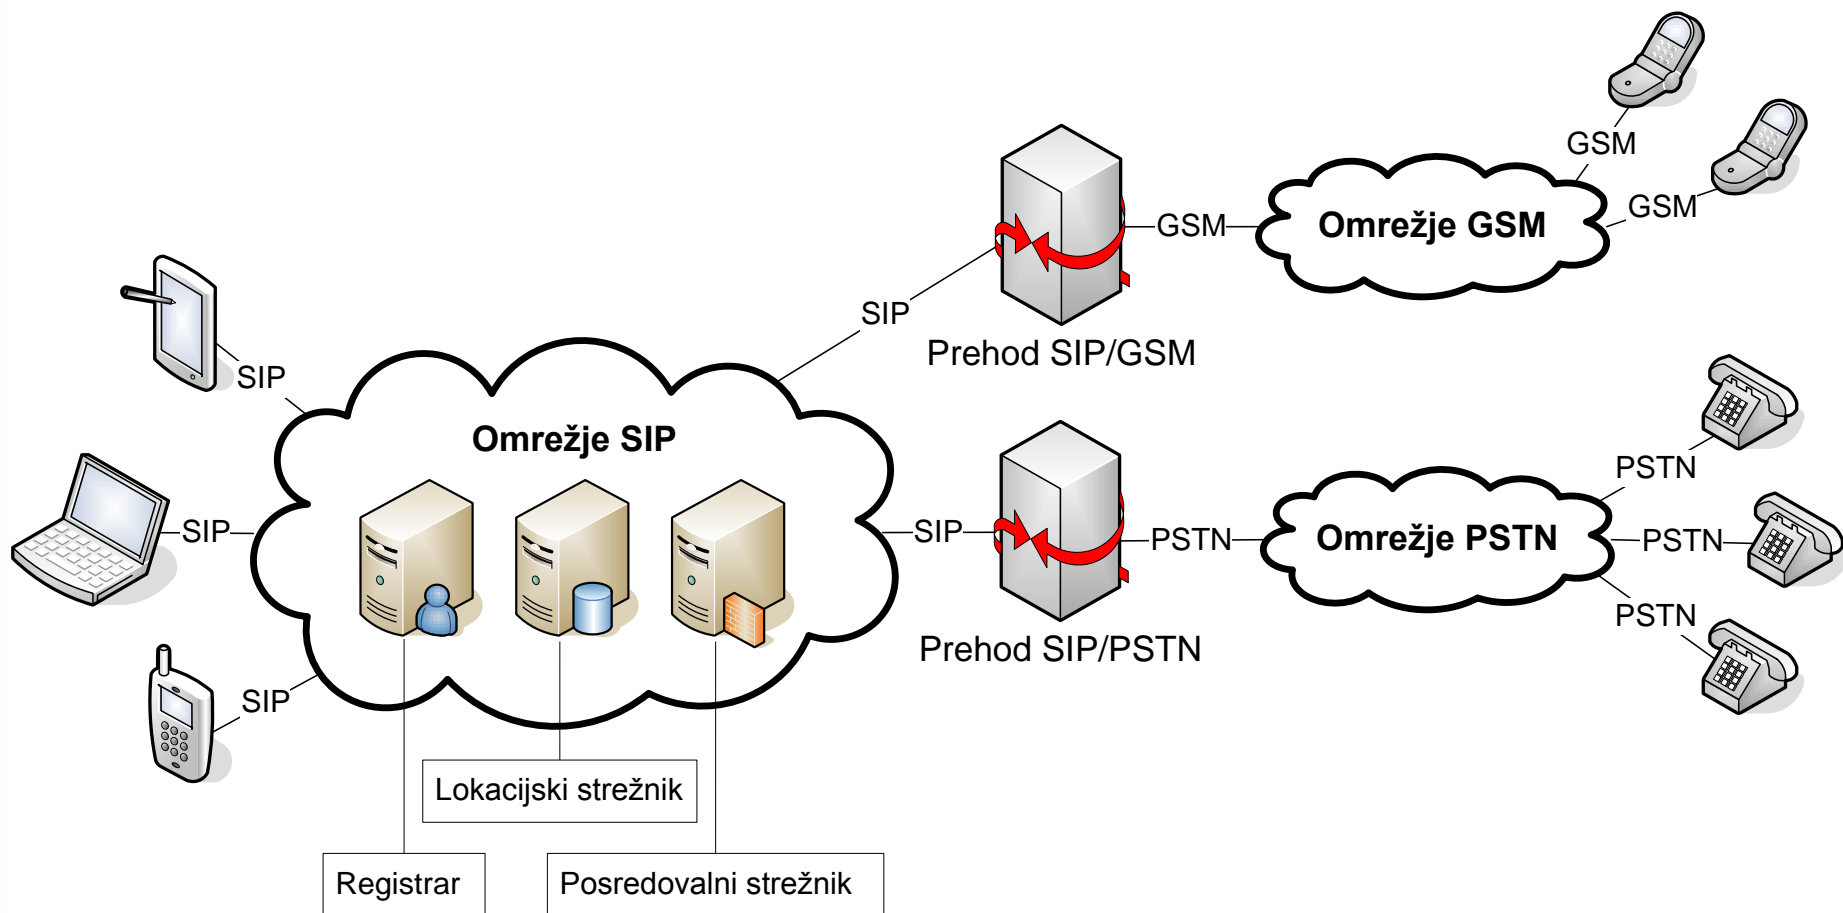 GSM
GSM
GSM
Omrežje GSM
SIP
Prehod SIP/GSM
SIP
Omrežje SIP
PSTN
SIP
SIP
PSTN
Omrežje PSTN
PSTN
PSTN
Prehod SIP/PSTN
SIP
Lokacijski strežnik
Registrar
Posredovalni strežnik